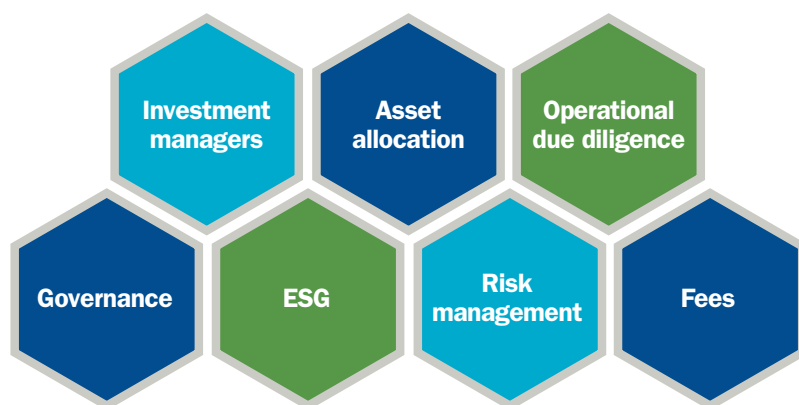 Investment
managers
Asset
allocation
Operational
due diligence
Governance
ESG
Risk
management
Fees